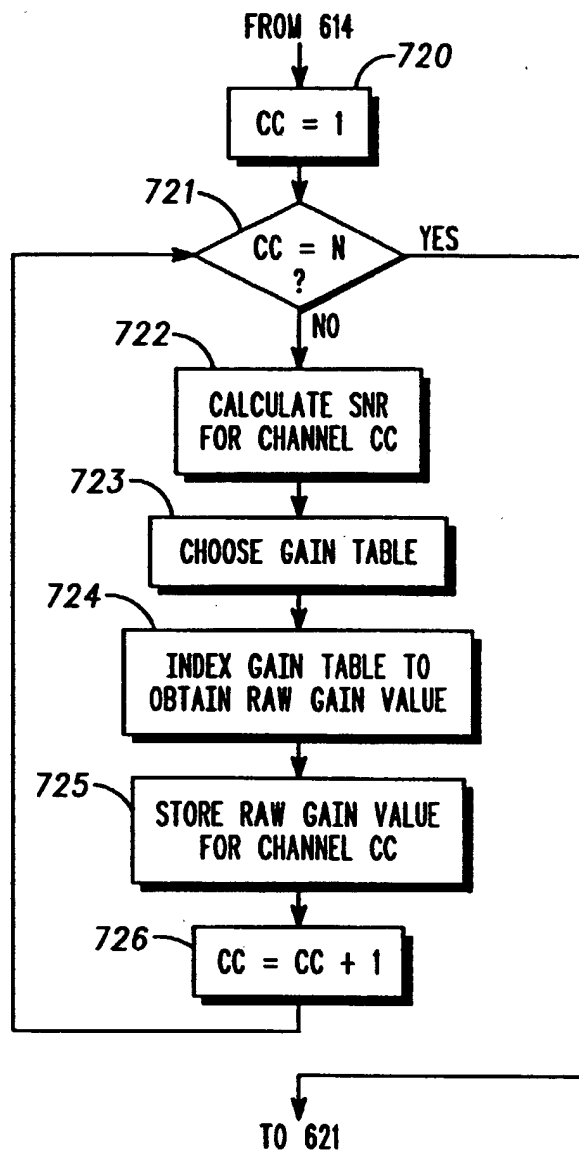 FROM 614
720
CC = 1
721
CC = N
?
YES
NO
722
CALCULATE SNR
FOR CHANNEL CC
723
CHOOSE GAIN TABLE
724
INDEX GAIN TABLE TO
OBTAIN RAW GAIN VALUE
725
STORE RAW GAIN VALUE
FOR CHANNEL CC
726
CC = CC + 1
TO 621